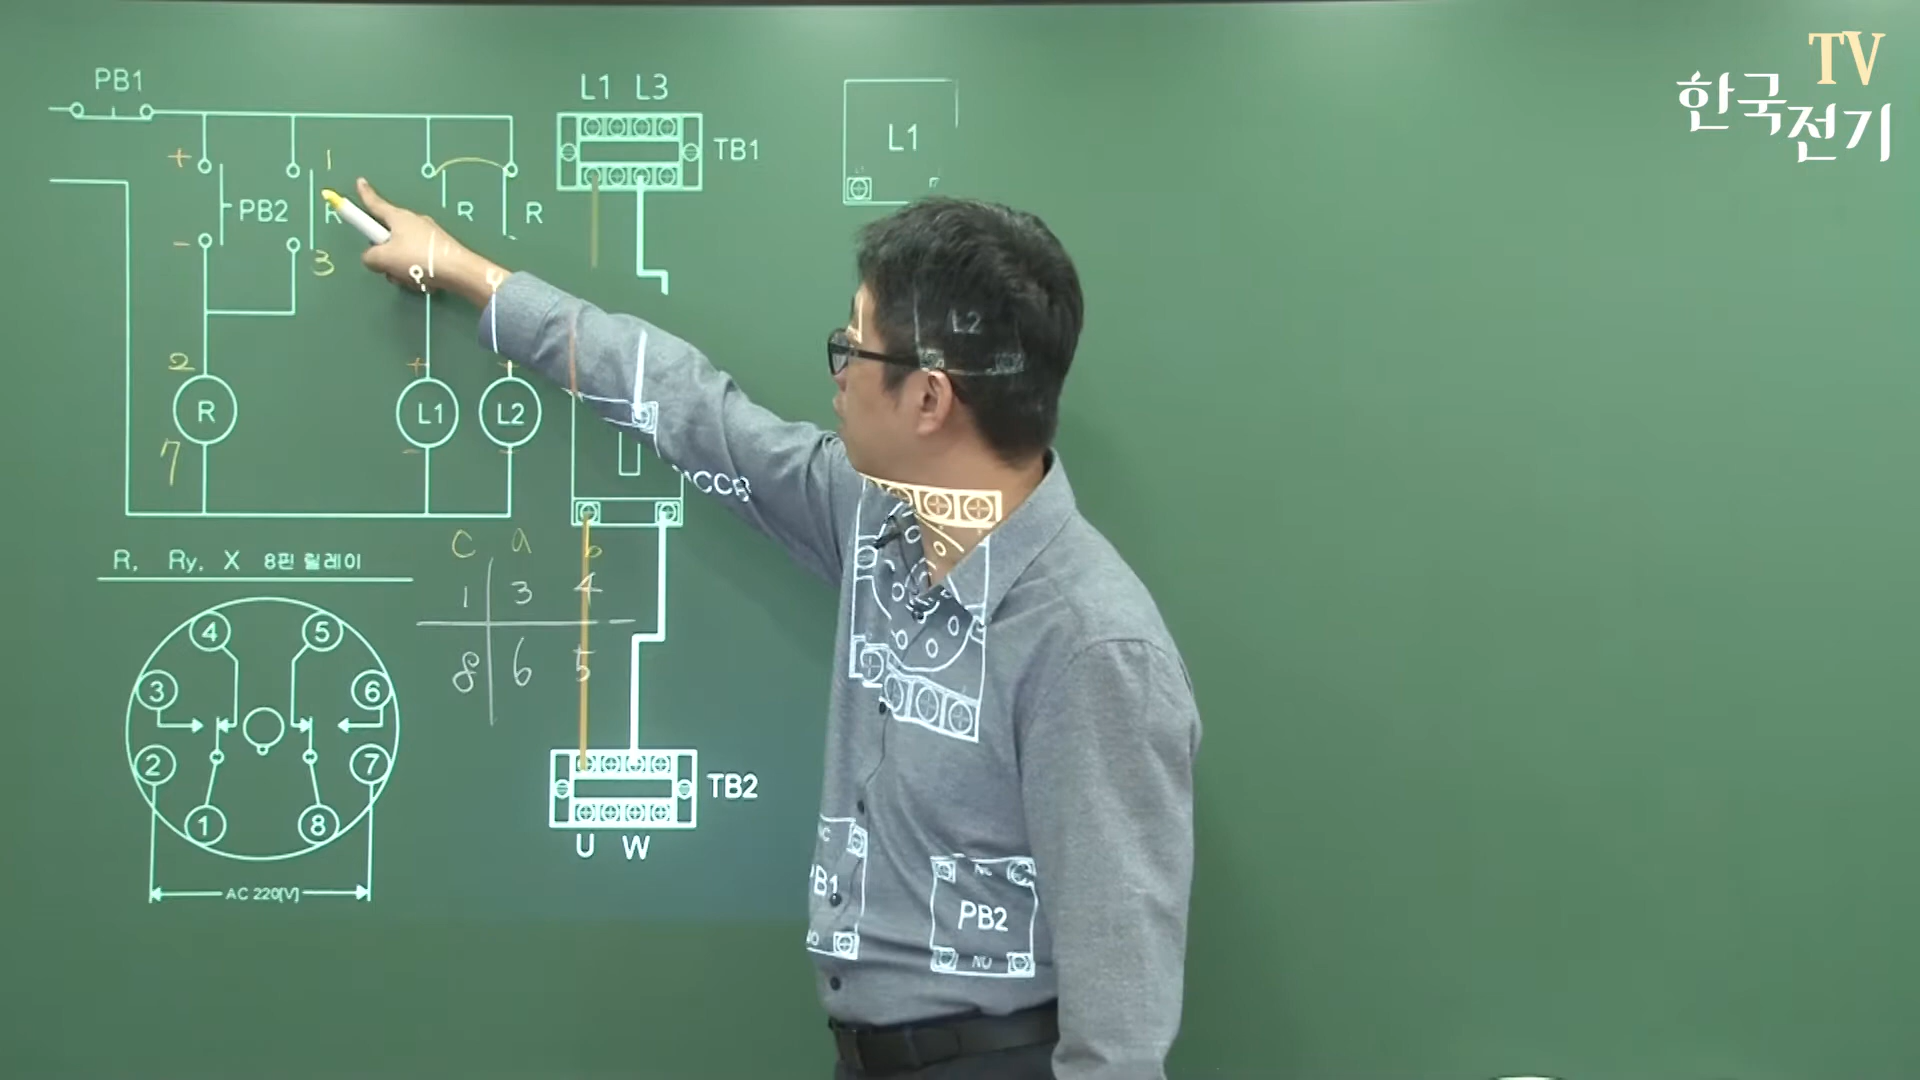 TV
한국전기
PB1
L1 L3
TB1
L1
+
1
PB2
R
R
R
-
3
L2
2
+
R
L1
L2
7
-
-
R, Ry, X 8핀 릴레이
C a b
1 3 4
8 6 5
4 5
3 6
2 7
1 8
AC 220[V]
TB2
U W
PB1
NC
PB2